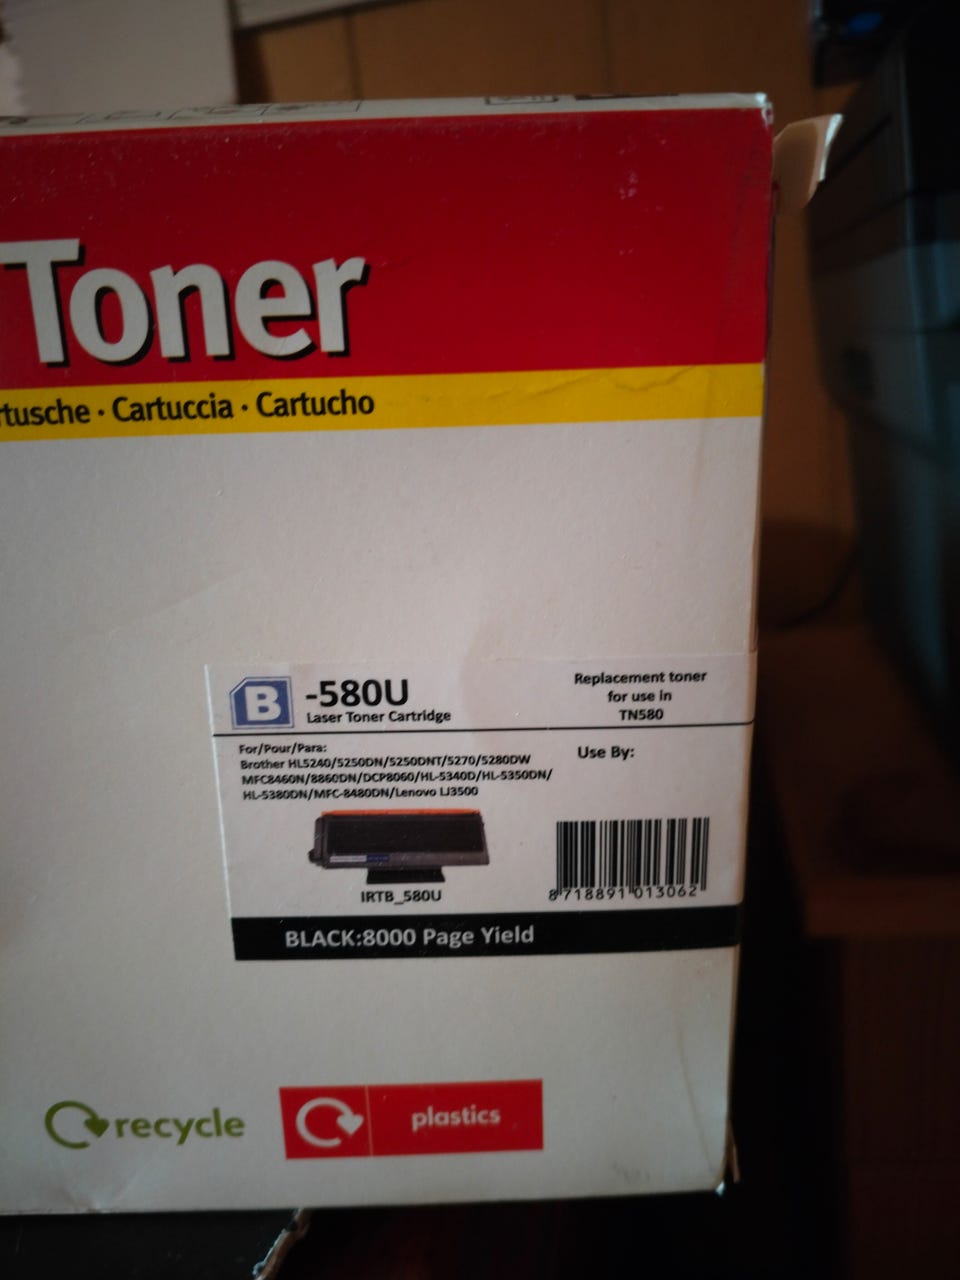 Toner
rtusche · Cartuccia · Cartucho
B -580U
Laser Toner Cartridge
Replacement toner
for use in
TN580
For/Pour/Para:
Brother HL5240/5250DN/5250DNT/5270/5280DW
MFC8460N/8860DN/DCP8060/HL-5340D/HL-5350DN/
HL-5380DN/MFC-8480DN/Lenovo LJ3500
Use By:
IRTB_580U
8 718891 013062
BLACK:8000 Page Yield
recycle
plastics